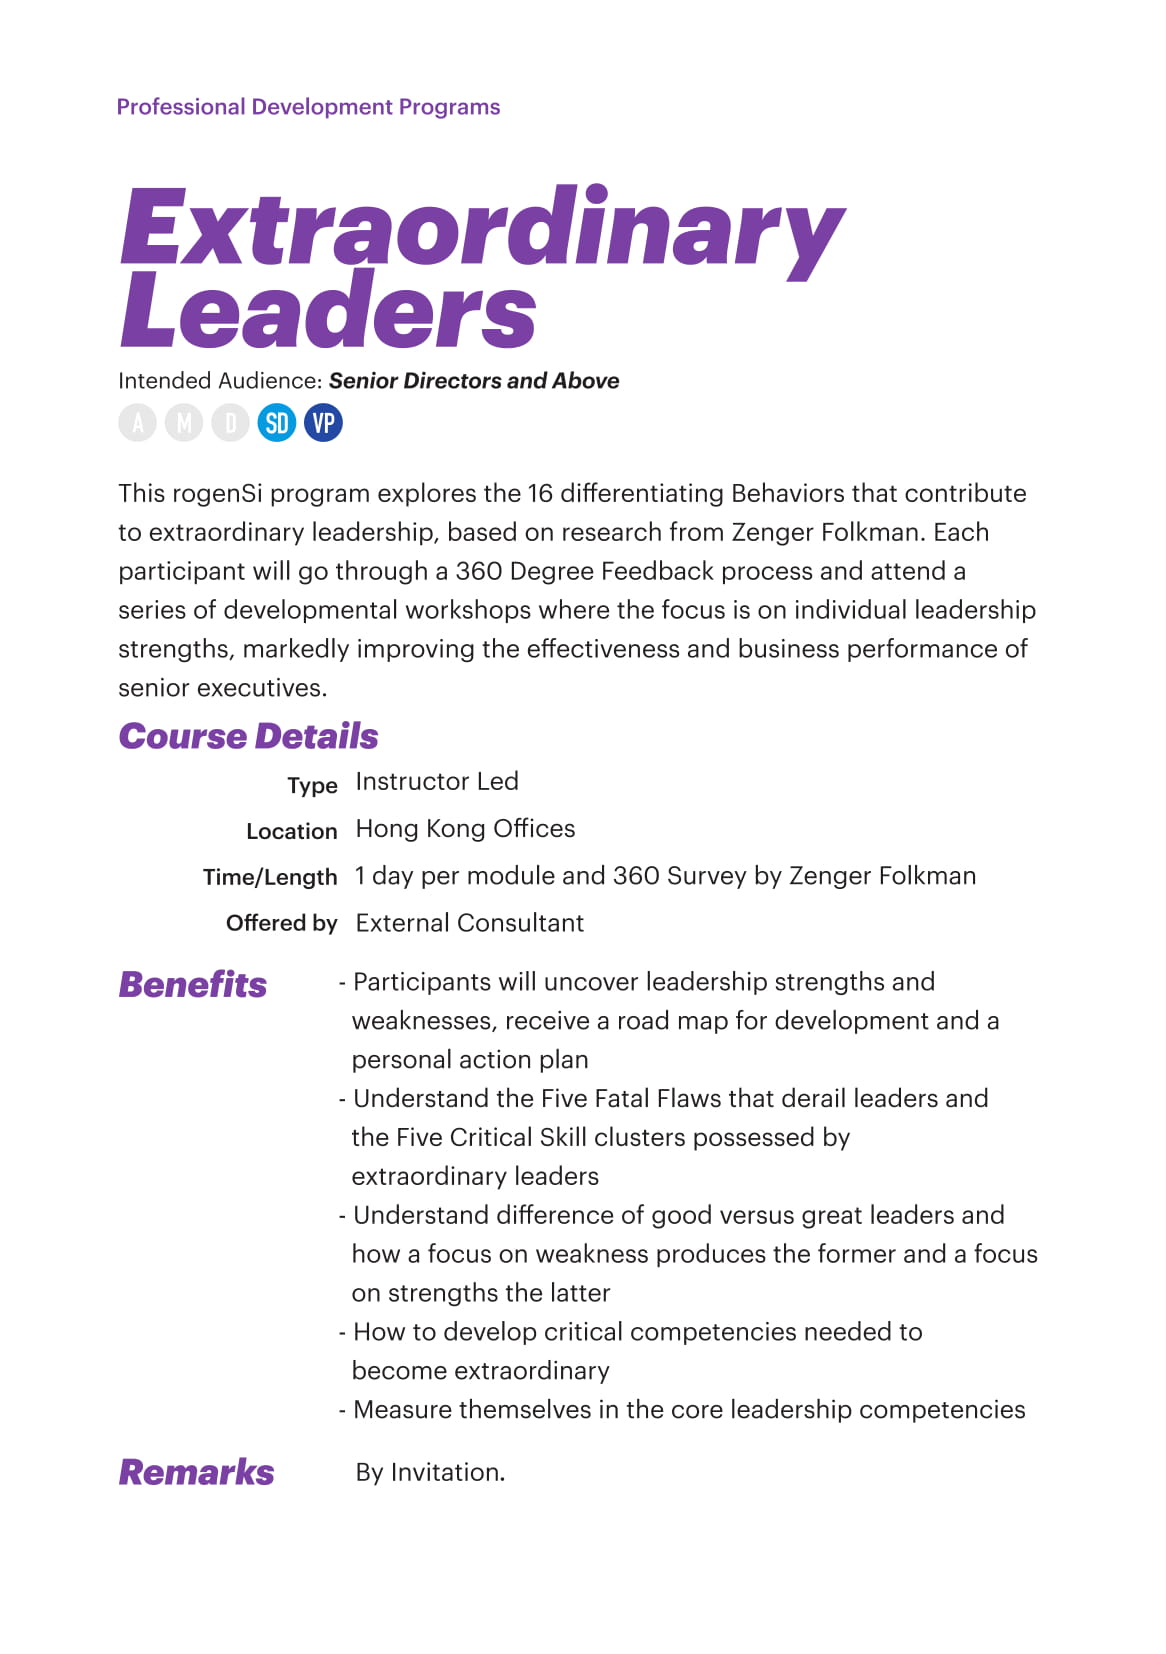 Professional Development Programs
Extraordinary
Leaders
Intended Audience: Senior Directors and Above
A M D SD VP
This rogenSi program explores the 16 differentiating Behaviors that contribute
to extraordinary leadership, based on research from Zenger Folkman. Each
participant will go through a 360 Degree Feedback process and attend a
series of developmental workshops where the focus is on individual leadership
strengths, markedly improving the effectiveness and business performance of
senior executives.
Course Details
Type Instructor Led
Location Hong Kong Offices
Time/Length 1 day per module and 360 Survey by Zenger Folkman
Offered by External Consultant
Benefits - Participants will uncover leadership strengths and
weaknesses, receive a road map for development and a
personal action plan
- Understand the Five Fatal Flaws that derail leaders and
the Five Critical Skill clusters possessed by
extraordinary leaders
- Understand difference of good versus great leaders and
how a focus on weakness produces the former and a focus
on strengths the latter
- How to develop critical competencies needed to
become extraordinary
- Measure themselves in the core leadership competencies
Remarks By Invitation.